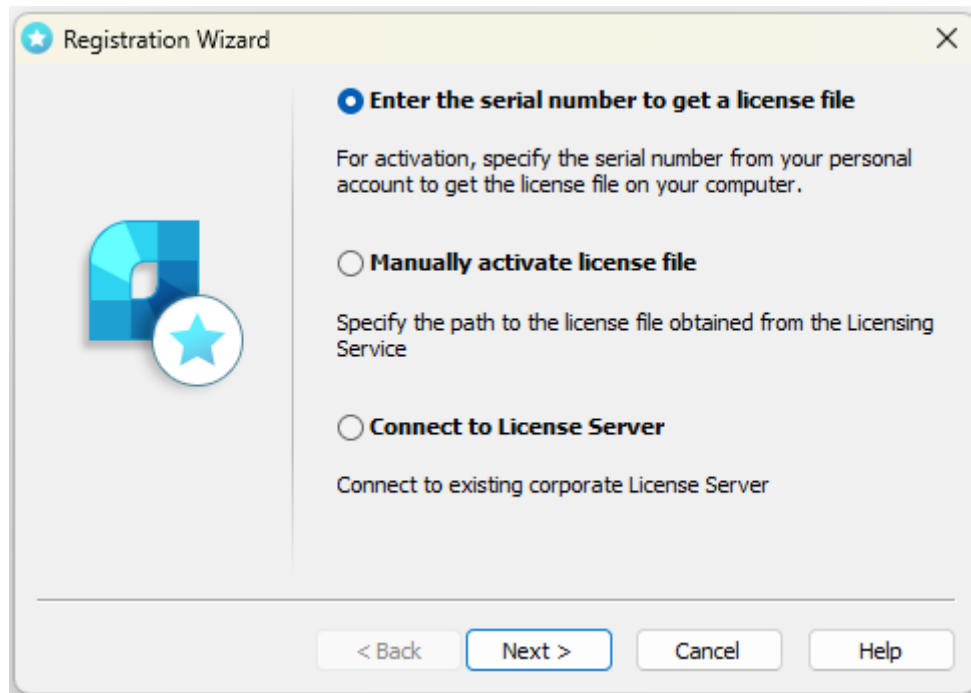 Registration Wizard
Enter the serial number to get a license file
For activation, specify the serial number from your personal
account to get the license file on your computer.
Manually activate license file
Specify the path to the license file obtained from the Licensing
Service
Connect to License Server
Connect to existing corporate License Server
< Back
Next >
Cancel
Help